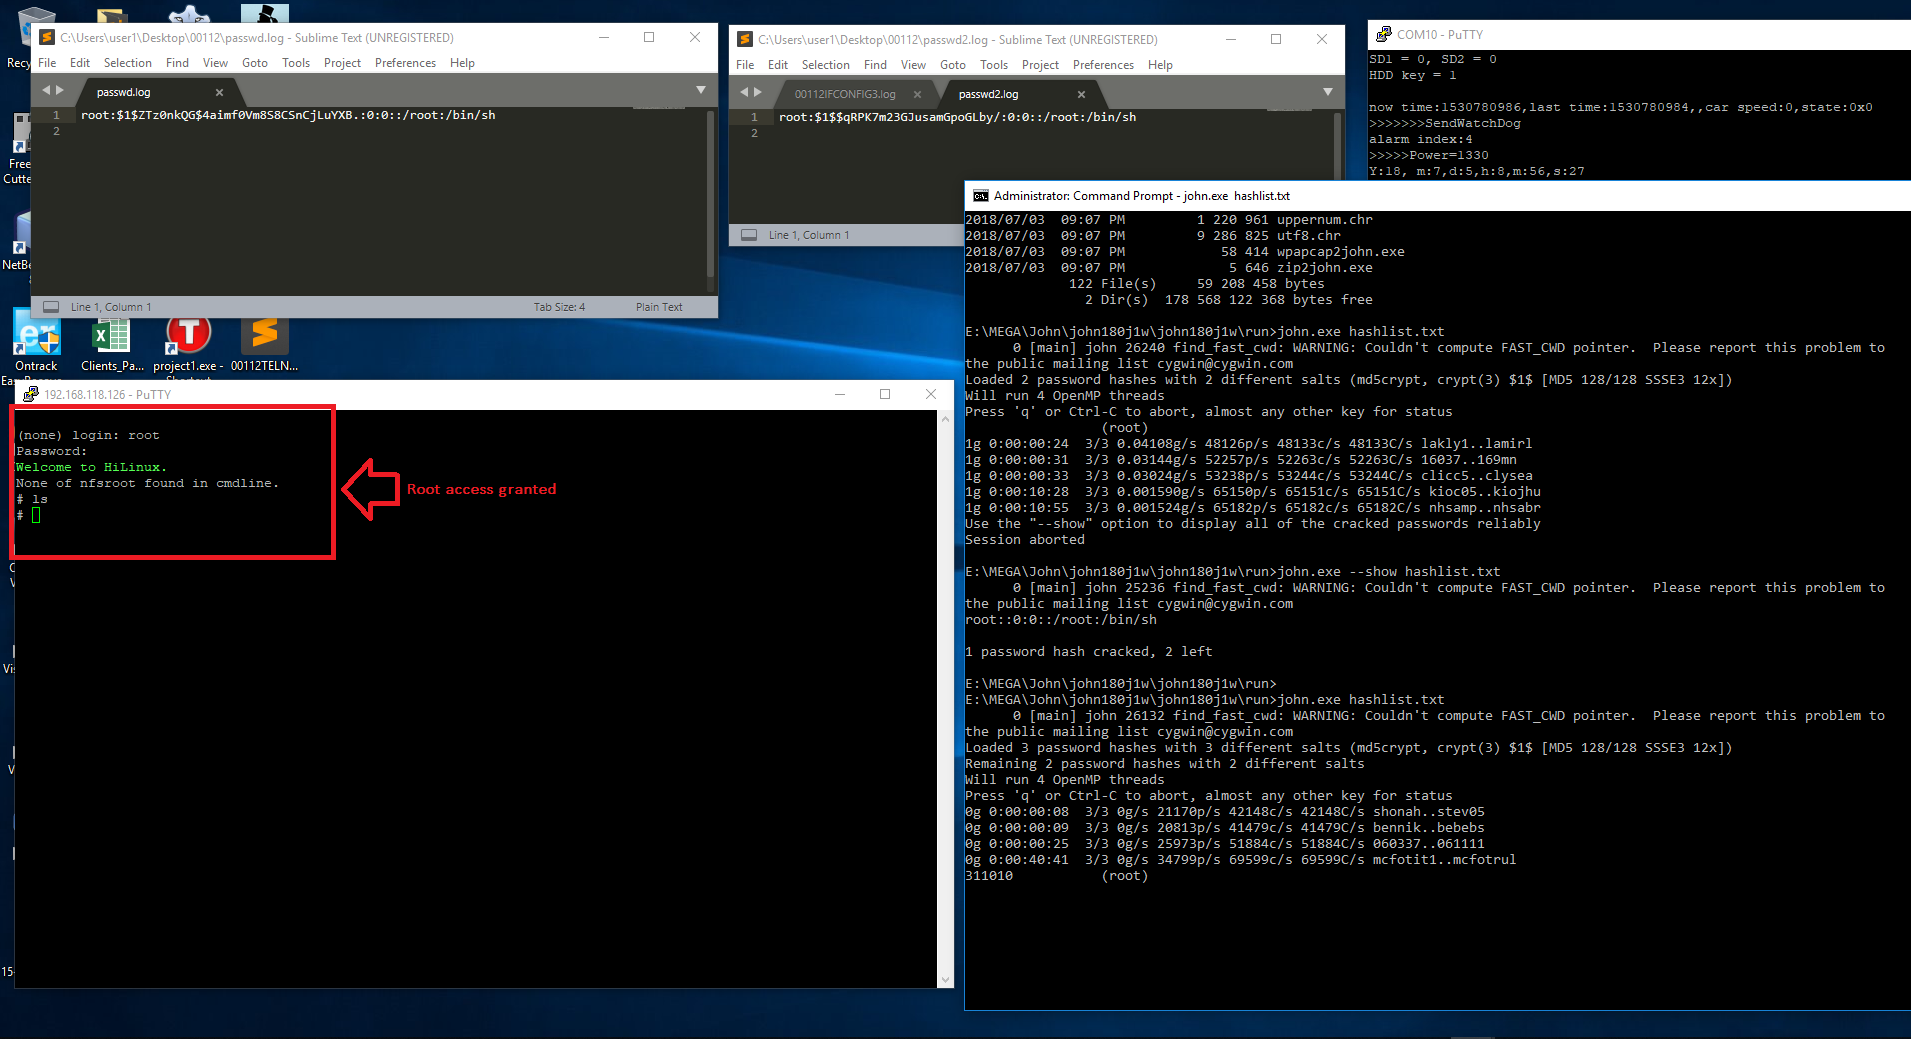 C:\Users\user1\Desktop\00112\passwd.log - Sublime Text (UNREGISTERED)
File Edit Selection Find View Goto Tools Project Preferences Help
passwd.log
1 root:$1$ZTz0nkQG$4aimf0Vm8S8CSnCjLuYXB.:0:0::/root:/bin/sh
2
Line 1, Column 1 Tab Size: 4 Plain Text
C:\Users\user1\Desktop\00112\passwd2.log - Sublime Text (UNREGISTERED)
File Edit Selection Find View Goto Tools Project Preferences Help
00112IFCONFIG3.log passwd2.log
1 root:$1$$qRPK7m23GJusamGpoGLby/:0:0::/root:/bin/sh
2
Line 1, Column 1
COM10 - PuTTY
SD1 = 0, SD2 = 0
HDD key = 1
now time:1530780986,last time:1530780984,,car speed:0,state:0x0
>>>>>>>SendWatchDog
alarm index:4
>>>>>Power=1330
Y:18, m:7,d:5,h:8,m:56,s:27
Recy
Free
Cutte
NetBe
Ontrack
Clients_Pa...
project1.exe -
00112TELN...
192.168.118.126 - PuTTY
(none) login: root
Password:
Welcome to HiLinux.
None of nfsroot found in cmdline.
# ls
#
Root access granted
Vis
V
15-
Administrator: Command Prompt - john.exe hashlist.txt
2018/07/03 09:07 PM 1 220 961 uppernum.chr
2018/07/03 09:07 PM 9 286 825 utf8.chr
2018/07/03 09:07 PM 58 414 wpapcap2john.exe
2018/07/03 09:07 PM 5 646 zip2john.exe
122 File(s) 59 208 458 bytes
2 Dir(s) 178 568 122 368 bytes free
E:\MEGA\John\john180j1w\john180j1w\run>john.exe hashlist.txt
0 [main] john 26240 find_fast_cwd: WARNING: Couldn't compute FAST_CWD pointer. Please report this problem to
the public mailing list cygwin@cygwin.com
Loaded 2 password hashes with 2 different salts (md5crypt, crypt(3) $1$ [MD5 128/128 SSSE3 12x])
Will run 4 OpenMP threads
Press 'q' or Ctrl-C to abort, almost any other key for status
(root)
1g 0:00:00:24 3/3 0.04108g/s 48126p/s 48133c/s 48133C/s lakly1..lamirl
1g 0:00:00:31 3/3 0.03144g/s 52257p/s 52263c/s 52263C/s 16037..169mn
1g 0:00:00:33 3/3 0.03024g/s 53238p/s 53244c/s 53244C/s clicc5..clysea
1g 0:00:10:28 3/3 0.001590g/s 65150p/s 65151c/s 65151C/s kioc05..kiojhu
1g 0:00:10:55 3/3 0.001524g/s 65182p/s 65182c/s 65182C/s nhsamp..nhsabr
Use the "--show" option to display all of the cracked passwords reliably
Session aborted
E:\MEGA\John\john180j1w\john180j1w\run>john.exe --show hashlist.txt
0 [main] john 25236 find_fast_cwd: WARNING: Couldn't compute FAST_CWD pointer. Please report this problem to
the public mailing list cygwin@cygwin.com
root::0:0::/root:/bin/sh
1 password hash cracked, 2 left
E:\MEGA\John\john180j1w\john180j1w\run>
E:\MEGA\John\john180j1w\john180j1w\run>john.exe hashlist.txt
0 [main] john 26132 find_fast_cwd: WARNING: Couldn't compute FAST_CWD pointer. Please report this problem to
the public mailing list cygwin@cygwin.com
Loaded 3 password hashes with 3 different salts (md5crypt, crypt(3) $1$ [MD5 128/128 SSSE3 12x])
Remaining 2 password hashes with 2 different salts
Will run 4 OpenMP threads
Press 'q' or Ctrl-C to abort, almost any other key for status
0g 0:00:00:08 3/3 0g/s 21170p/s 42148c/s 42148C/s shonah..stev05
0g 0:00:00:09 3/3 0g/s 20813p/s 41479c/s 41479C/s bennik..bebebs
0g 0:00:00:25 3/3 0g/s 25973p/s 51884c/s 51884C/s 060337..061111
0g 0:00:40:41 3/3 0g/s 34799p/s 69599c/s 69599C/s mcfotit1..mcfotrul
311010 (root)